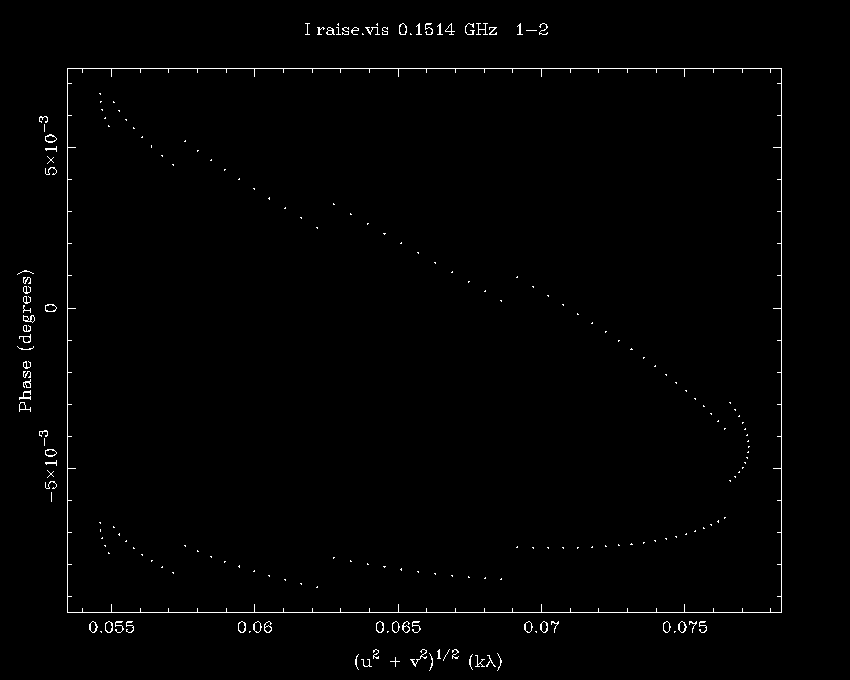 I raise.vis 0.1514 GHz 1−2
5×10⁻³
0
−5×10⁻³
Phase (degrees)
0.055 0.06 0.065 0.07 0.075
(u² + v²)^1/2 (kλ)